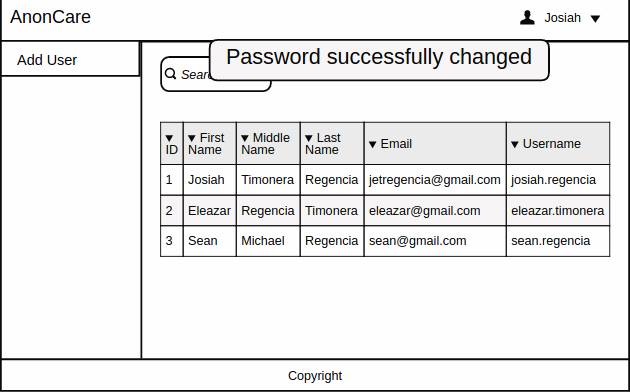 AnonCare
Josiah ▼
Add User
Password successfully changed
▼ ID ▼ First Name ▼ Middle Name ▼ Last Name ▼ Email ▼ Username
1 Josiah Timonera Regencia jetregencia@gmail.com josiah.regencia
2 Eleazar Regencia Timonera eleazar@gmail.com eleazar.timonera
3 Sean Michael Regencia sean@gmail.com sean.regencia
Copyright